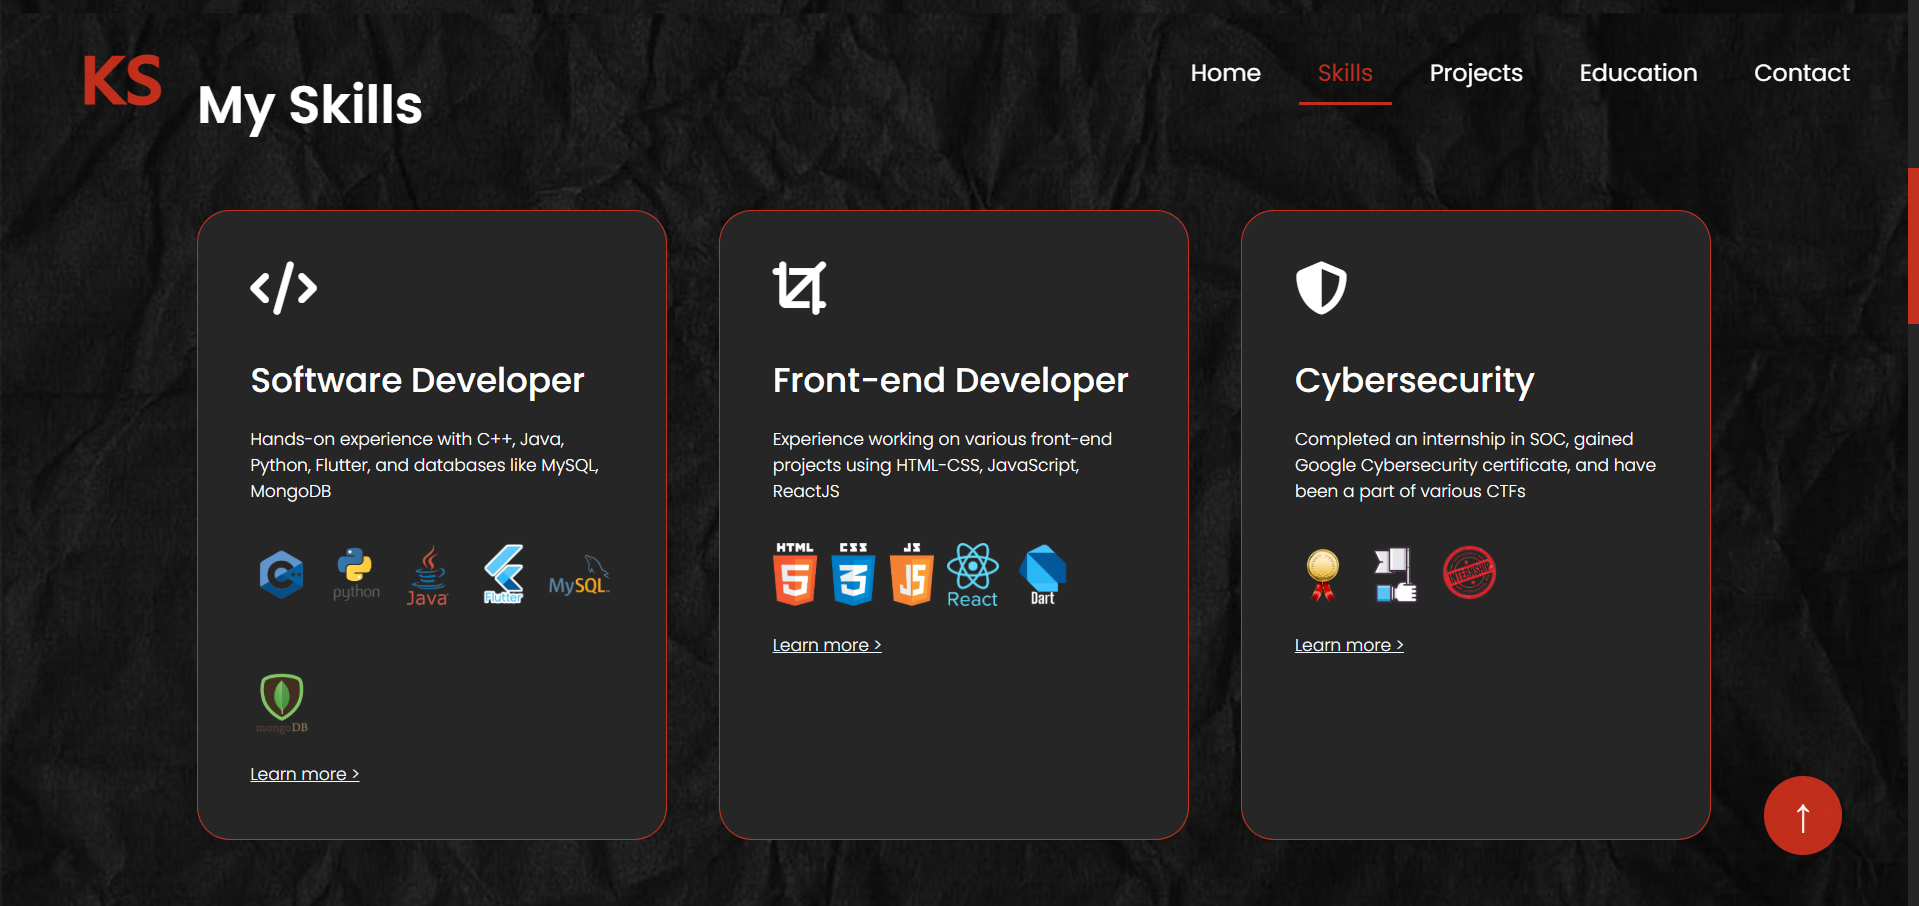 KS
My Skills
Home Skills Projects Education Contact
Software Developer
Hands-on experience with C++, Java,
Python, Flutter, and databases like MySQL,
MongoDB
C
python
Java
Flutter
MySQL
mongoDB
Learn more >
Front-end Developer
Experience working on various front-end
projects using HTML-CSS, JavaScript,
ReactJS
HTML
5
CSS
3
JS
JS
React
Dart
Learn more >
Cybersecurity
Completed an internship in SOC, gained
Google Cybersecurity certificate, and have
been a part of various CTFs
INTERNSHIP
Learn more >
↑